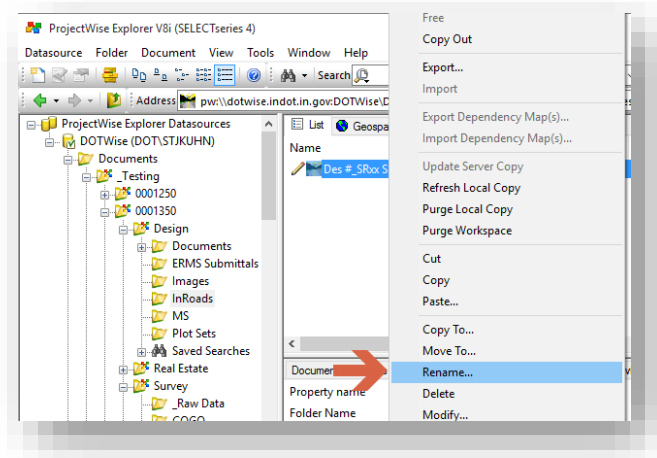 ProjectWise Explorer V8i (SELECTseries 4)
Datasource Folder Document View Tools Window Help
Search
Address pw:\\dotwise.indot.in.gov:DOTWise\D
ProjectWise Explorer Datasources
DOTWise (DOT\STJKUHN)
Documents
_Testing
0001250
0001350
Design
Documents
ERMS Submittals
Images
InRoads
MS
Plot Sets
Saved Searches
Real Estate
Survey
_Raw Data
COGO
List Geospa
Name
Des #_SRxx S
Documen
Property name
Folder Name
Free
Copy Out
Export...
Import
Export Dependency Map(s)...
Import Dependency Map(s)...
Update Server Copy
Refresh Local Copy
Purge Local Copy
Purge Workspace
Cut
Copy
Paste...
Copy To...
Move To...
Rename...
Delete
Modify...